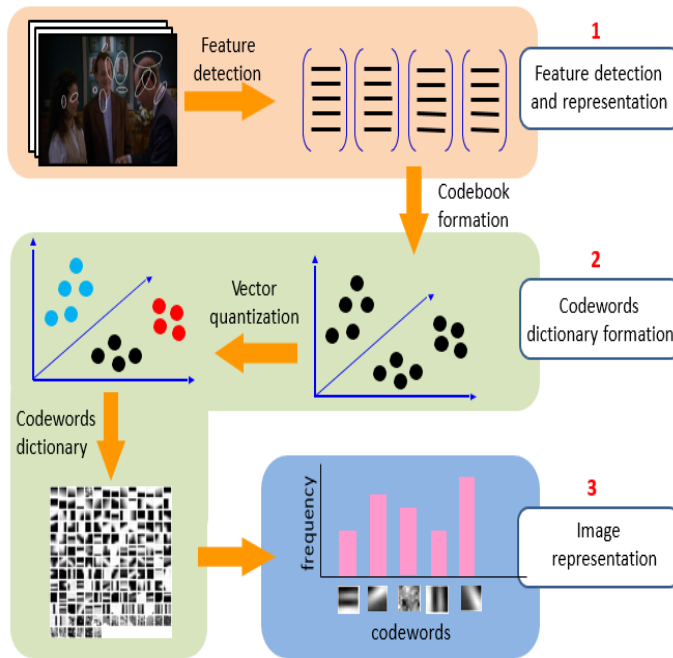 Feature
detection
1
Feature detection
and representation
Codebook
formation
2
Codewords
dictionary formation
Vector
quantization
Codewords
dictionary
3
Image
representation
frequency
codewords